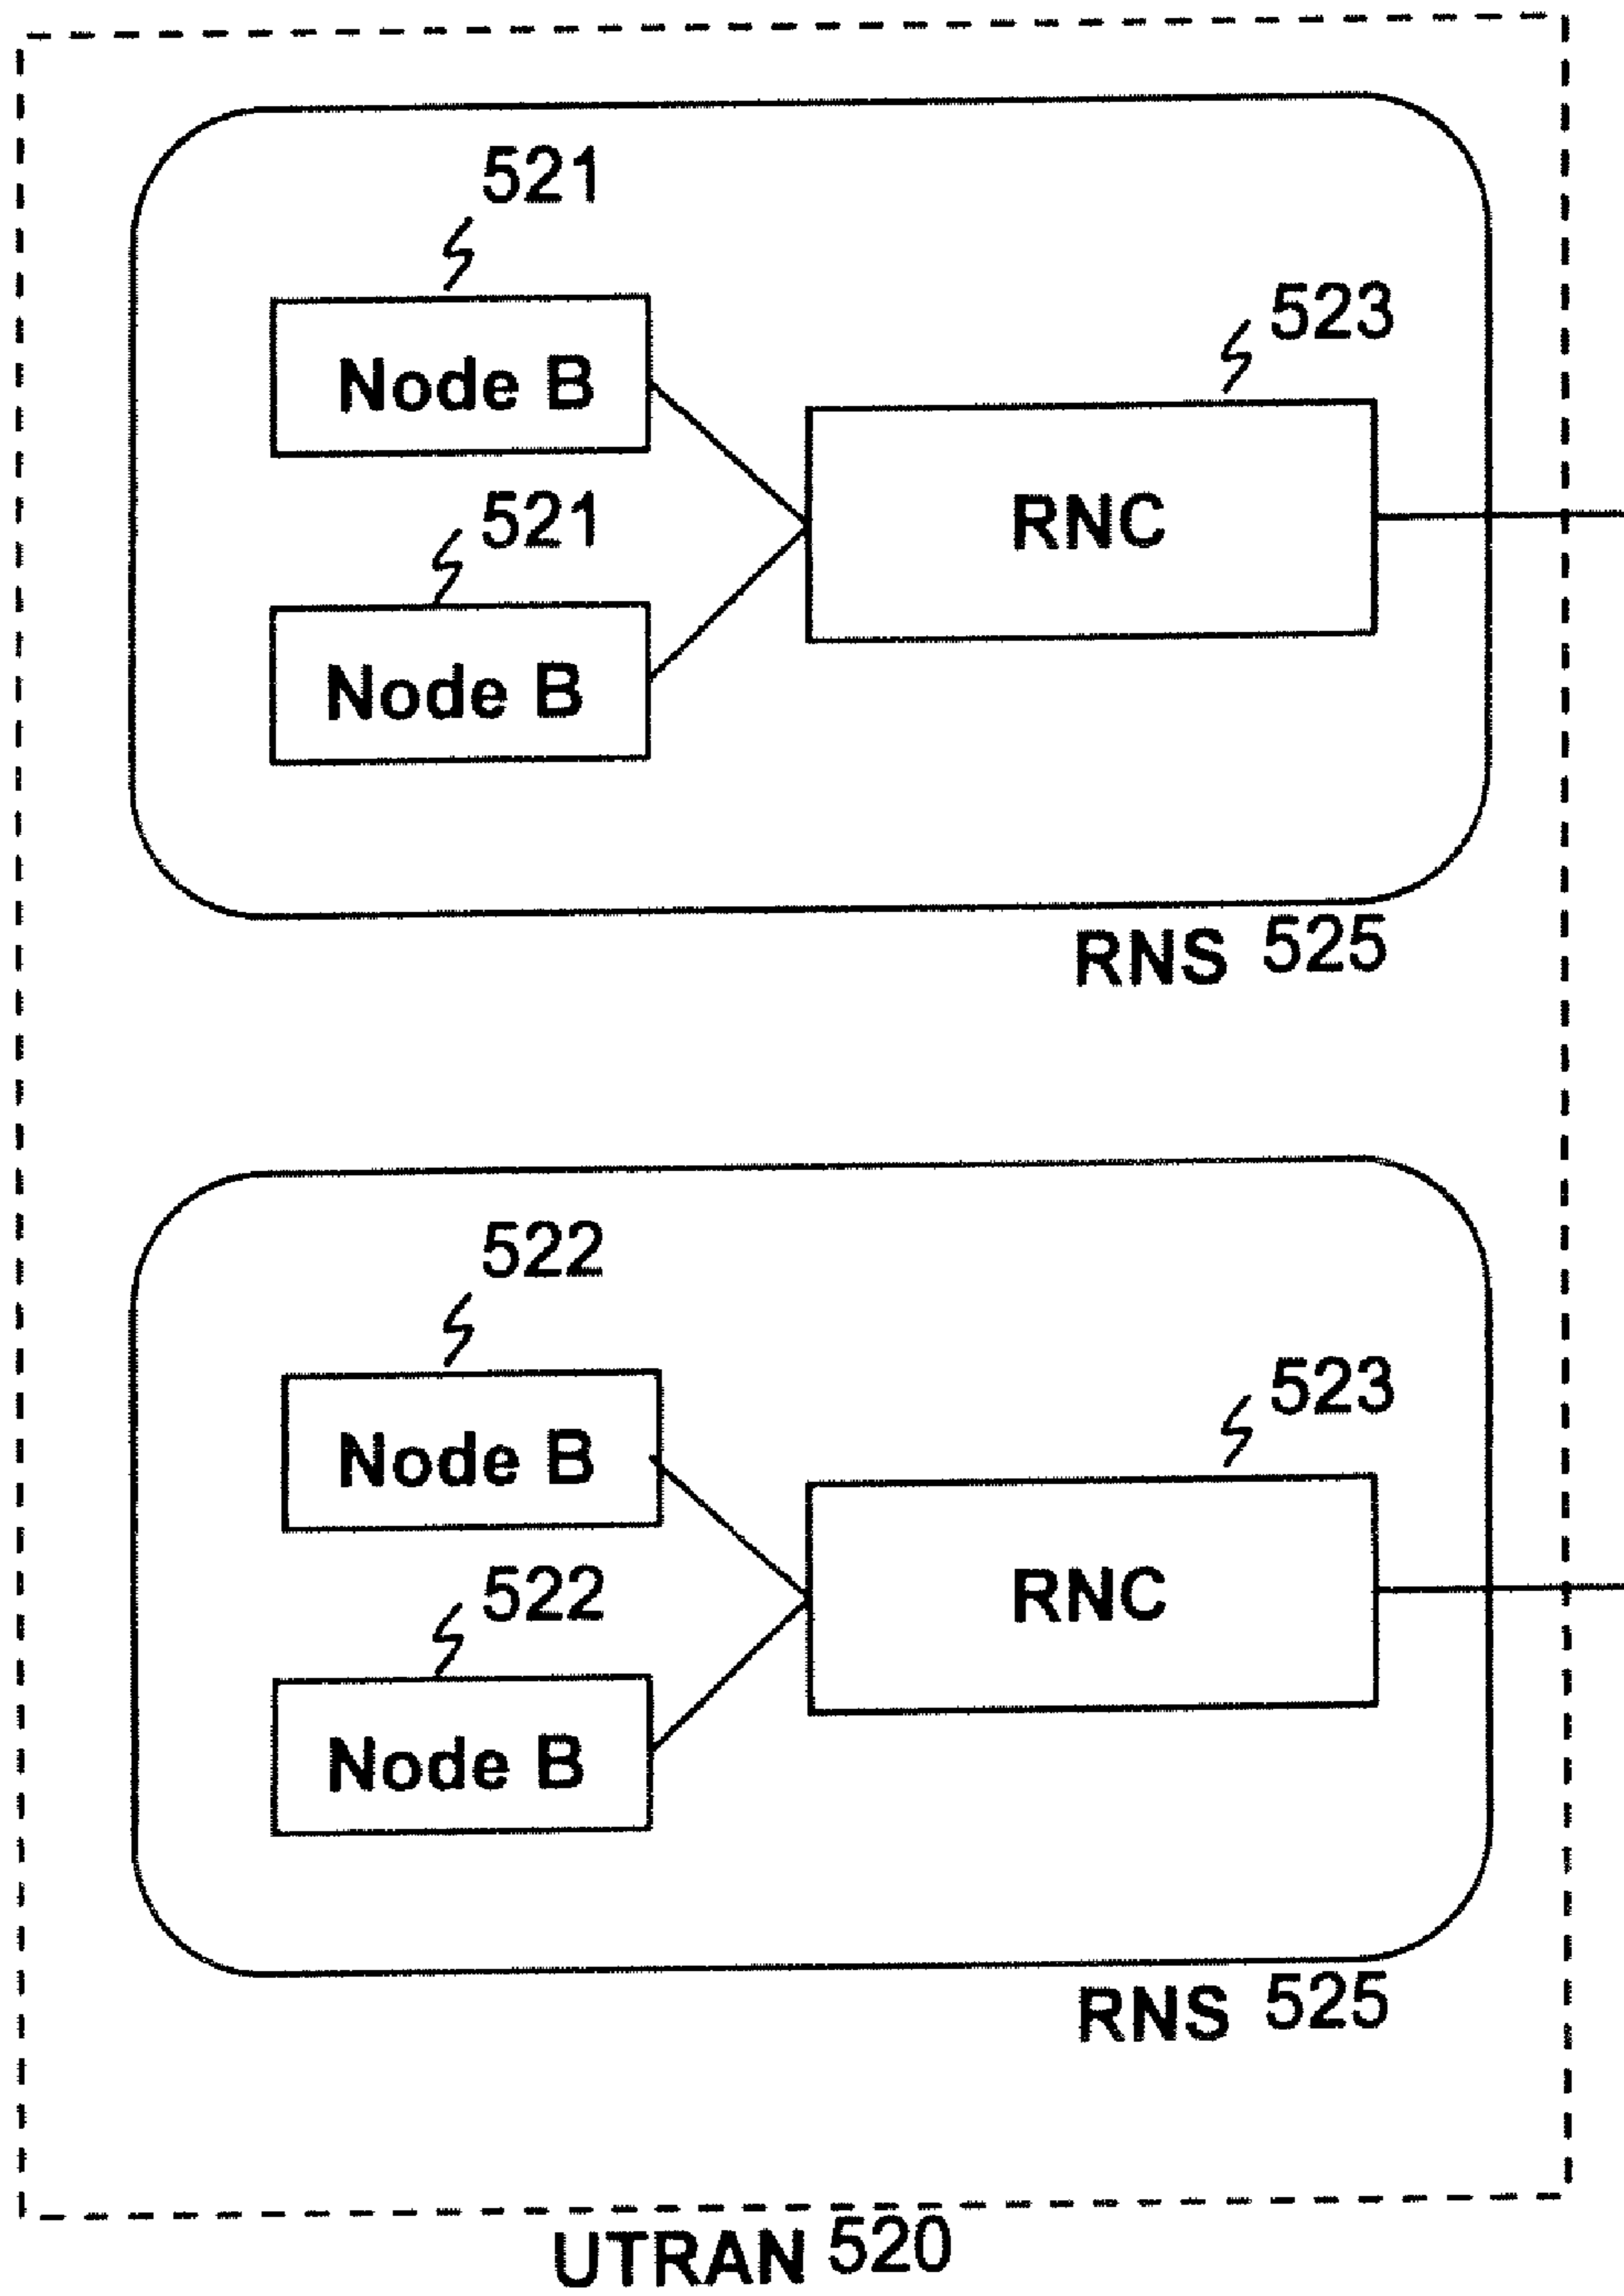 521
Node B
523
RNC
521
Node B
RNS 525
522
Node B
523
RNC
522
Node B
RNS 525
UTRAN 520